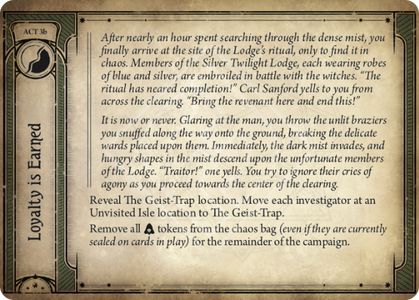 ACT 3b
Loyalty is Earned
After nearly an hour spent searching through the dense mist, you
finally arrive at the site of the Lodge's ritual, only to find it in
chaos. Members of the Silver Twilight Lodge, each wearing robes
of blue and silver, are embroiled in battle with the witches. "The
ritual has neared completion!" Carl Sanford yells to you from
across the clearing. "Bring the revenant here and end this!"
It is now or never. Glaring at the man, you throw the unlit braziers
you snuffed along the way onto the ground, breaking the delicate
wards placed upon them. Immediately, the dark mist invades, and
hungry shapes in the mist descend upon the unfortunate members
of the Lodge. "Traitor!" one yells. You try to ignore their cries of
agony as you proceed towards the center of the clearing.
Reveal The Geist-Trap location. Move each investigator at an
Unvisited Isle location to The Geist-Trap.
Remove all tokens from the chaos bag (even if they are currently
sealed on cards in play) for the remainder of the campaign.